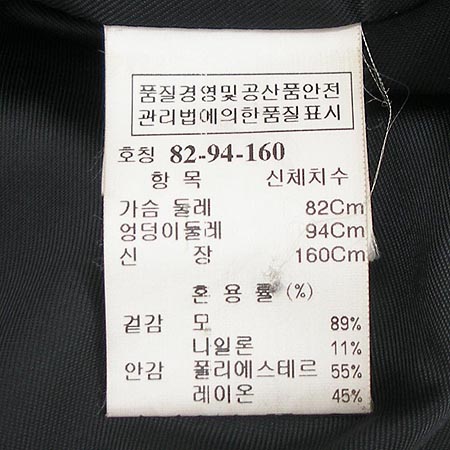 품질경영및공산품안전
관리법에의한품질표시
호칭 82-94-160
항 목 신체치수
가슴 둘레 82Cm
엉덩이둘레 94Cm
신 장 160Cm
혼 용 률 (%)
겉감 모 89%
나일론 11%
안감 폴리에스테르 55%
레이온 45%